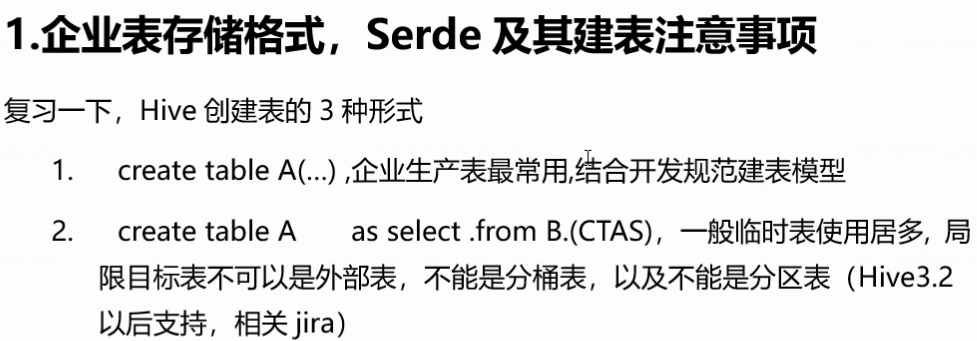 1.企业表存储格式，Serde 及其建表注意事项
复习一下，Hive 创建表的 3 种形式
1. create table A(...) ,企业生产表最常用,结合开发规范建表模型
2. create table A as select .from B.(CTAS)，一般临时表使用居多, 局
限目标表不可以是外部表，不能是分桶表，以及不能是分区表（Hive3.2
以后支持，相关 jira）